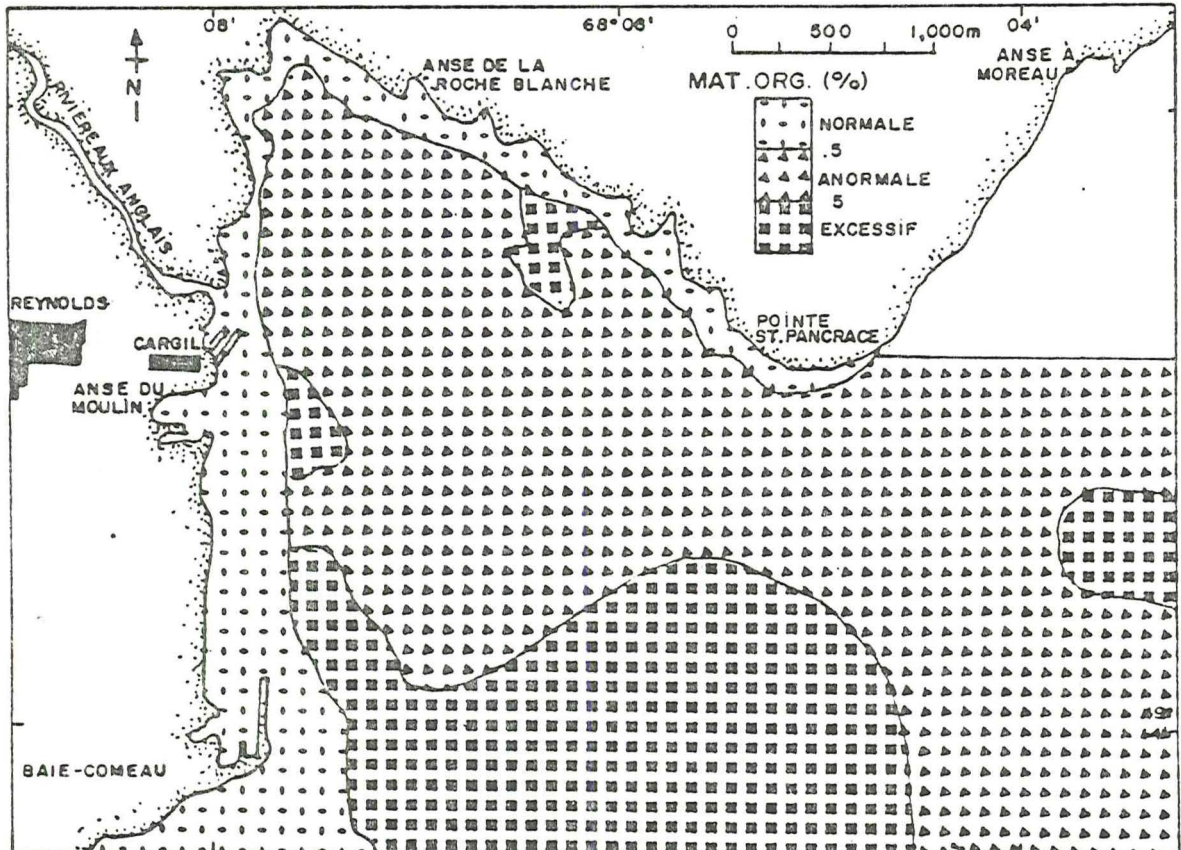 08'
68°06'
04'
0 500 1,000m
N
ANSE DE LA
ROCHE BLANCHE
MAT. ORG. (%)
NORMALE
.5
ANORMALE
5
EXCESSIF
ANSE À
MOREAU
RIVIÈRE AUX ANGLAIS
REYNOLDS
CARGIL
ANSE DU
MOULIN
POINTE
ST. PANCRACE
BAIE-COMEAU